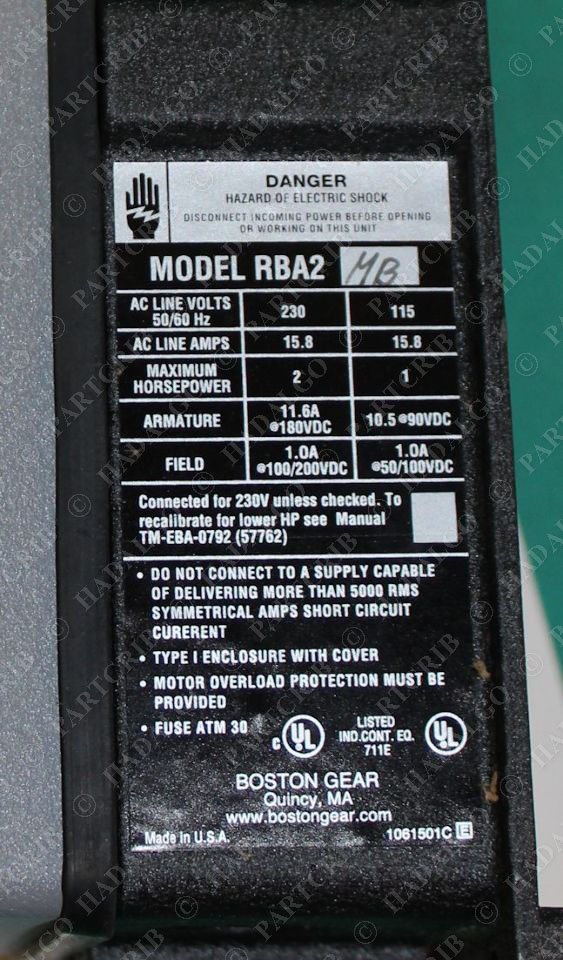 DANGER
HAZARD OF ELECTRIC SHOCK
DISCONNECT INCOMING POWER BEFORE OPENING
OR WORKING ON THIS UNIT
MODEL RBA2 MB
AC LINE VOLTS 50/60 Hz 230 115
AC LINE AMPS 15.8 15.8
MAXIMUM HORSEPOWER 2 1
ARMATURE 11.6A @180VDC 10.5 @90VDC
FIELD 1.0A @100/200VDC 1.0A @50/100VDC
Connected for 230V unless checked. To
recalibrate for lower HP see Manual
TM-EBA-0792 (57762)
• DO NOT CONNECT TO A SUPPLY CAPABLE
OF DELIVERING MORE THAN 5000 RMS
SYMMETRICAL AMPS SHORT CIRCUIT
CURERENT
• TYPE I ENCLOSURE WITH COVER
• MOTOR OVERLOAD PROTECTION MUST BE
PROVIDED
• FUSE ATM 30
c UL
LISTED
IND.CONT. EQ.
711E
UL
BOSTON GEAR
Quincy, MA
www.bostongear.com
Made in U.S.A. 1061501C E
© PARTCRIB © HADALGO